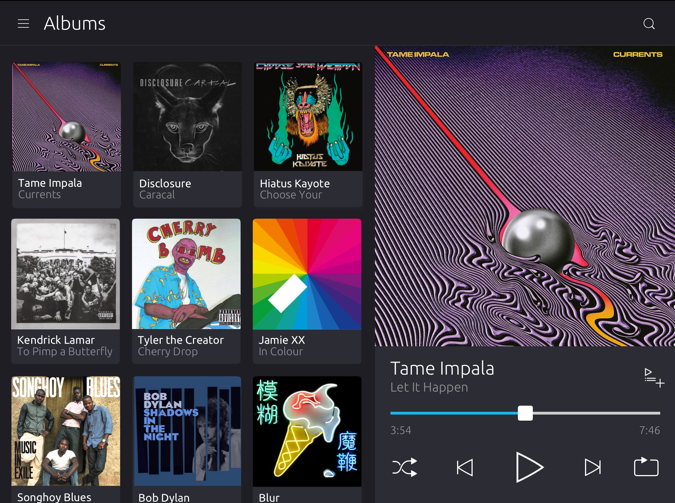 Albums
TAME IMPALA
CURRENTS
Tame Impala
Currents
DISCLOSURE CARACAL
Disclosure
Caracal
CHOOSE YOUR WEAPON
HIATUS
KAIYOTE
Hiatus Kayote
Choose Your
Kendrick Lamar
To Pimp a Butterfly
CHERRY
BOMB
Tyler the Creator
Cherry Drop
Jamie XX
In Colour
SONGHOY BLUES
MUSIC
IN
EXILE
Songhoy Blues
BOB
DYLAN
SHADOWS
IN THE
NIGHT
Bob Dylan
模糊
魔鞭
Blur
TAME IMPALA
CURRENTS
Tame Impala
Let It Happen
3:54
7:46